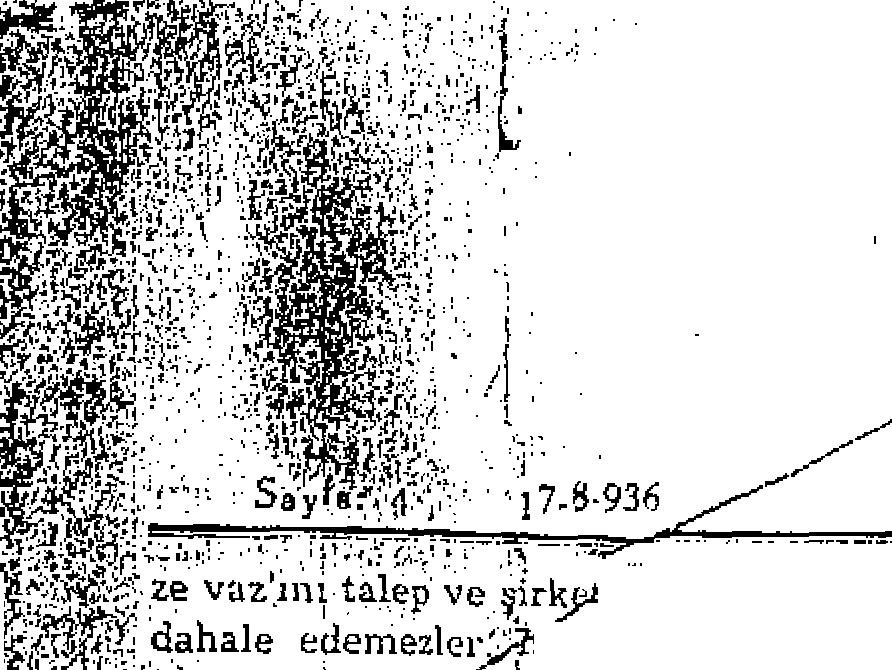 Sayfa: 4 17-8-936
ze vaz'ını talep ve şirket
dahale edemezler.